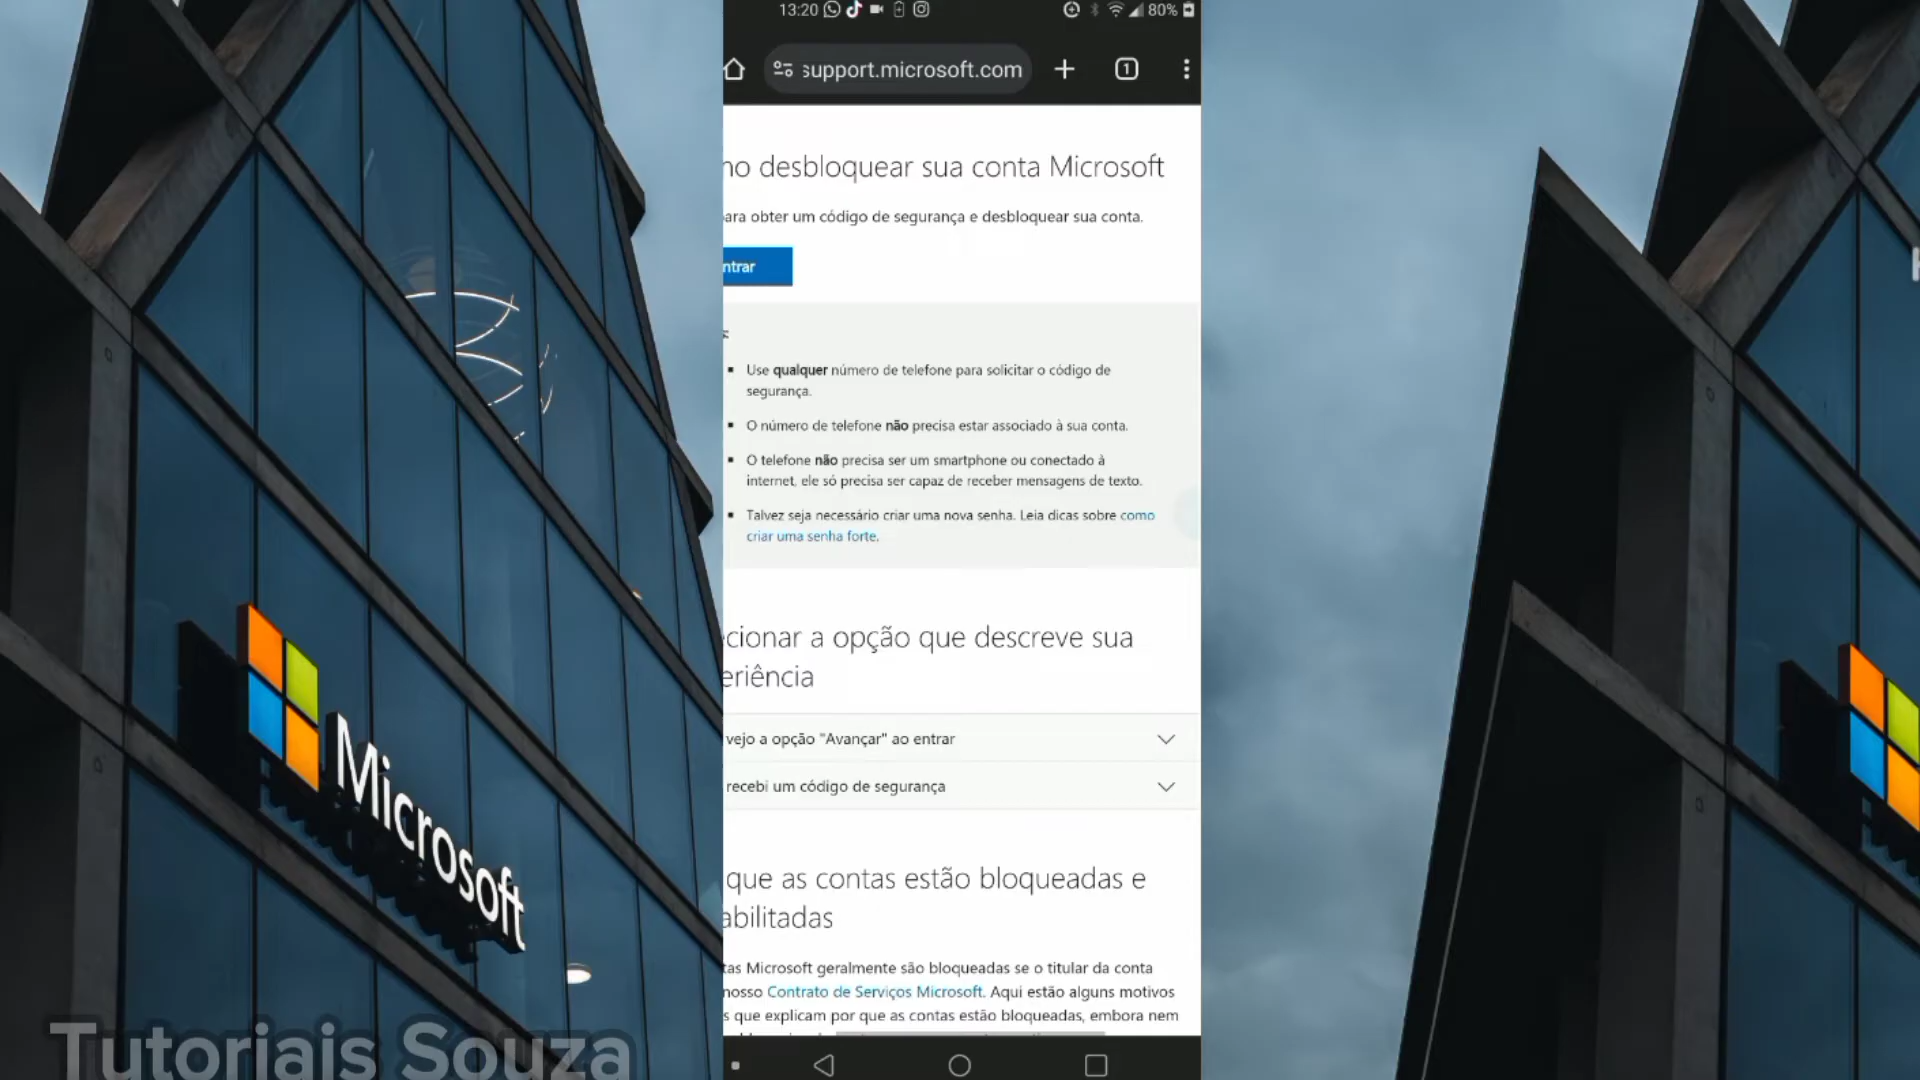 13:20
80%
support.microsoft.com
1
no desbloquear sua conta Microsoft
para obter um código de segurança e desbloquear sua conta.
ntrar
Use qualquer número de telefone para solicitar o código de
segurança.
O número de telefone não precisa estar associado à sua conta.
O telefone não precisa ser um smartphone ou conectado à
internet, ele só precisa ser capaz de receber mensagens de texto.
Talvez seja necessário criar uma nova senha. Leia dicas sobre como
criar uma senha forte.
cionar a opção que descreve sua
eriência
vejo a opção "Avançar" ao entrar
recebi um código de segurança
que as contas estão bloqueadas e
abilitadas
tas Microsoft geralmente são bloqueadas se o titular da conta
nosso Contrato de Serviços Microsoft. Aqui estão alguns motivos
s que explicam por que as contas estão bloqueadas, embora nem
Microsoft
Tutoriais Souza